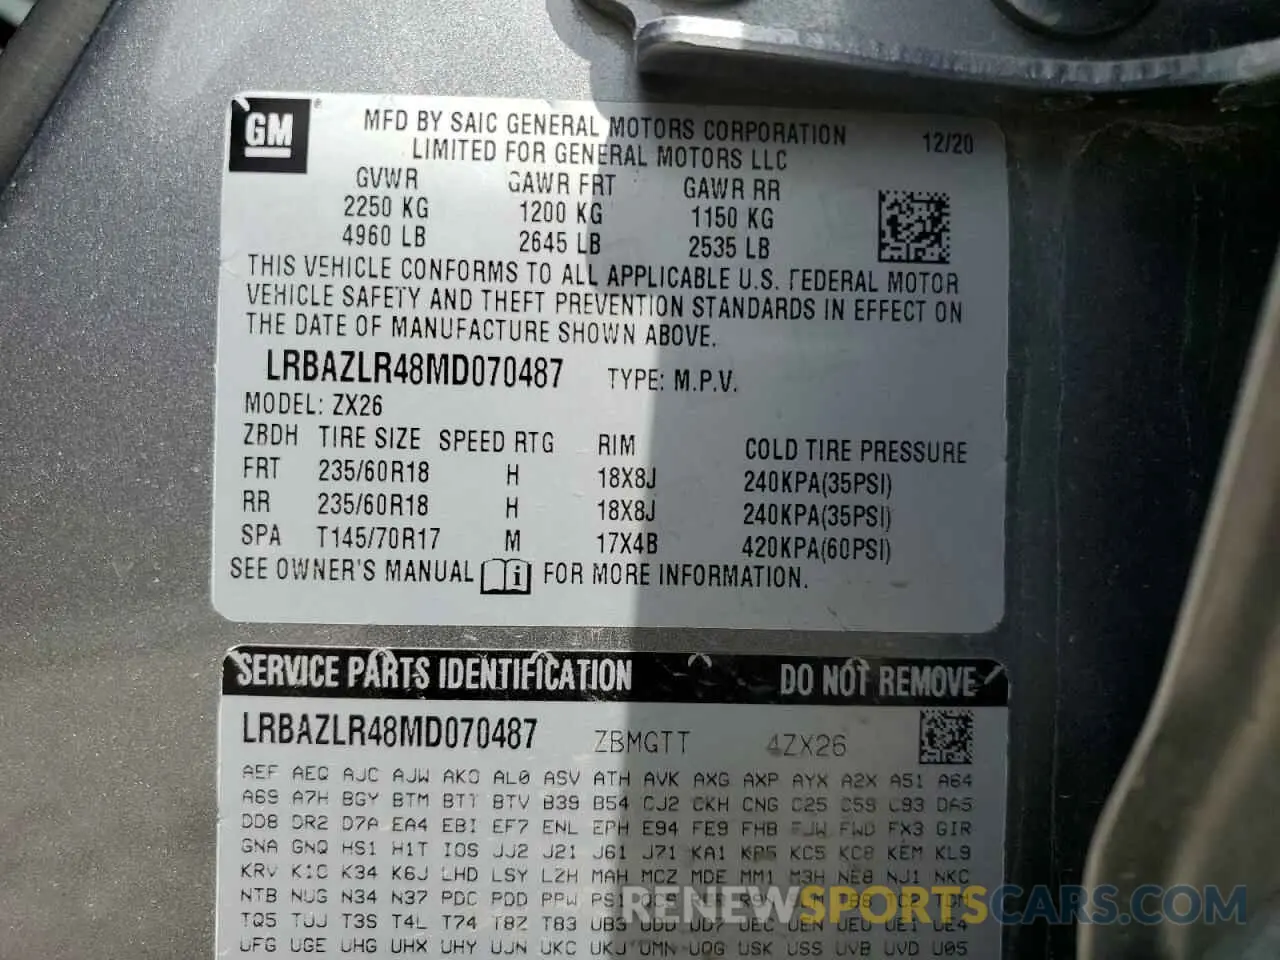 GM
MFD BY SAIC GENERAL MOTORS CORPORATION
LIMITED FOR GENERAL MOTORS LLC
12/20
GVWR GAWR FRT GAWR RR
2250 KG 1200 KG 1150 KG
4960 LB 2645 LB 2535 LB
THIS VEHICLE CONFORMS TO ALL APPLICABLE U.S. FEDERAL MOTOR
VEHICLE SAFETY AND THEFT PREVENTION STANDARDS IN EFFECT ON
THE DATE OF MANUFACTURE SHOWN ABOVE.
LRBAZLR48MD070487 TYPE: M.P.V.
MODEL: ZX26
ZBDH TIRE SIZE SPEED RTG RIM COLD TIRE PRESSURE
FRT 235/60R18 H 18X8J 240KPA(35PSI)
RR 235/60R18 H 18X8J 240KPA(35PSI)
SPA T145/70R17 M 17X4B 420KPA(60PSI)
SEE OWNER'S MANUAL i FOR MORE INFORMATION.
SERVICE PARTS IDENTIFICATION DO NOT REMOVE
LRBAZLR48MD070487 ZBMGTT 4ZX26
AEF AEQ AJC AJW AKO AL0 ASV ATH AVK AXG AXP AYX A2X A51 A64
A69 A7H BGY BTM BTT BTV B39 B54 CJ2 CKH CNG C25 C59 C93 DA5
DD8 DR2 D7A EA4 EBI EF7 ENL EPH E94 FE9 FHB FJW FWD FX3 GIR
GNA GNQ HS1 H1T IOS JJ2 J21 J61 J71 KA1 KP5 KC5 KC8 KEM KL9
KRV K1C K34 K6J LHD LSY LZH MAH MCZ MDE MM1 M3H NE8 NJ1 NKC
NTB NUG N34 N37 PDC PDD PPW PS1
TQ5 TUJ T3S T4L T74 T8Z T83 UB3 UDD UD7 UEC UEN UEU UE1 UE4
UFG UGE UHG UHX UHY UJN UKC UKJ UMN UQG USK USS UVB UVD U05
RENEWSPORTSCARS.COM